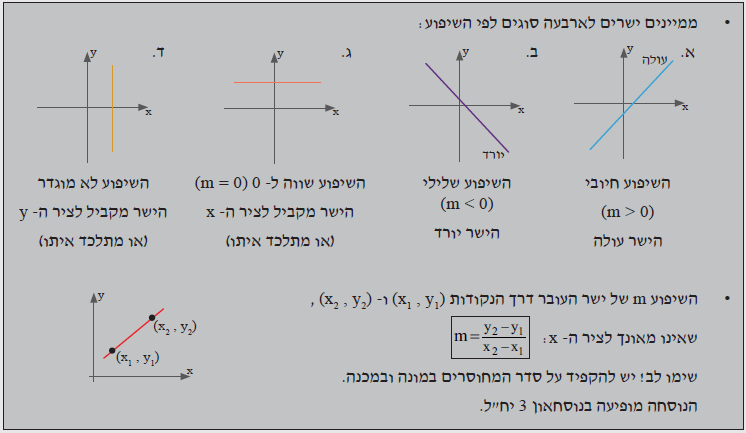 • ממיינים ישרים לארבעה סוגים לפי השיפוע:
א. ב. ג. ד.
y y y y
עולה
x x x x
יורד
השיפוע חיובי השיפוע שלילי השיפוע שווה ל- 0 (m = 0) השיפוע לא מוגדר
(m > 0) (m < 0) הישר מקביל לציר ה- x הישר מקביל לציר ה- y
הישר עולה הישר יורד (או מתלכד איתו) (או מתלכד איתו)
• השיפוע m של ישר העובר דרך הנקודות (x₁ , y₁) ו- (x₂ , y₂) ,
שאינו מאונך לציר ה- x: m = (y₂ − y₁)/(x₂ − x₁)
שימו לב! יש להקפיד על סדר המחוסרים במונה ובמכנה.
הנוסחה מופיעה בנוסחאון 3 יח"ל.
y
(x₂ , y₂)
(x₁ , y₁)
x